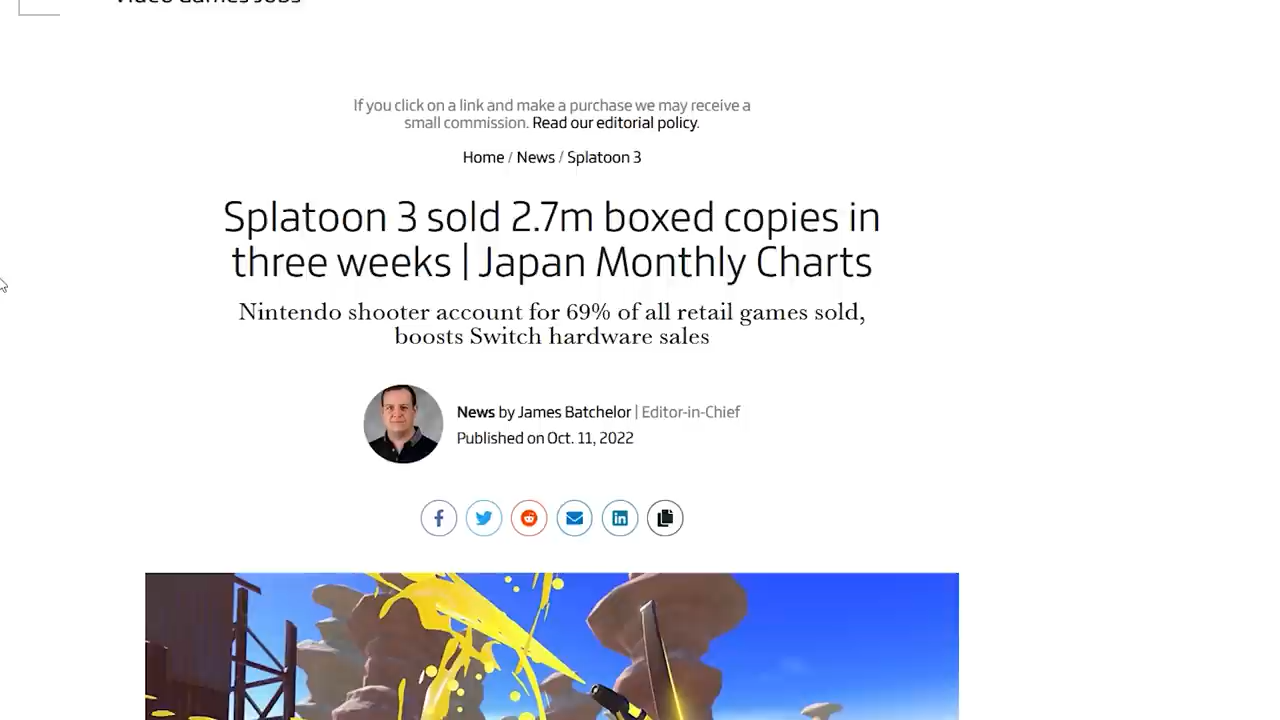 Video Games Jobs
If you click on a link and make a purchase we may receive a
small commission. Read our editorial policy.
Home / News / Splatoon 3
Splatoon 3 sold 2.7m boxed copies in
three weeks | Japan Monthly Charts
Nintendo shooter account for 69% of all retail games sold,
boosts Switch hardware sales
News by James Batchelor | Editor-in-Chief
Published on Oct. 11, 2022